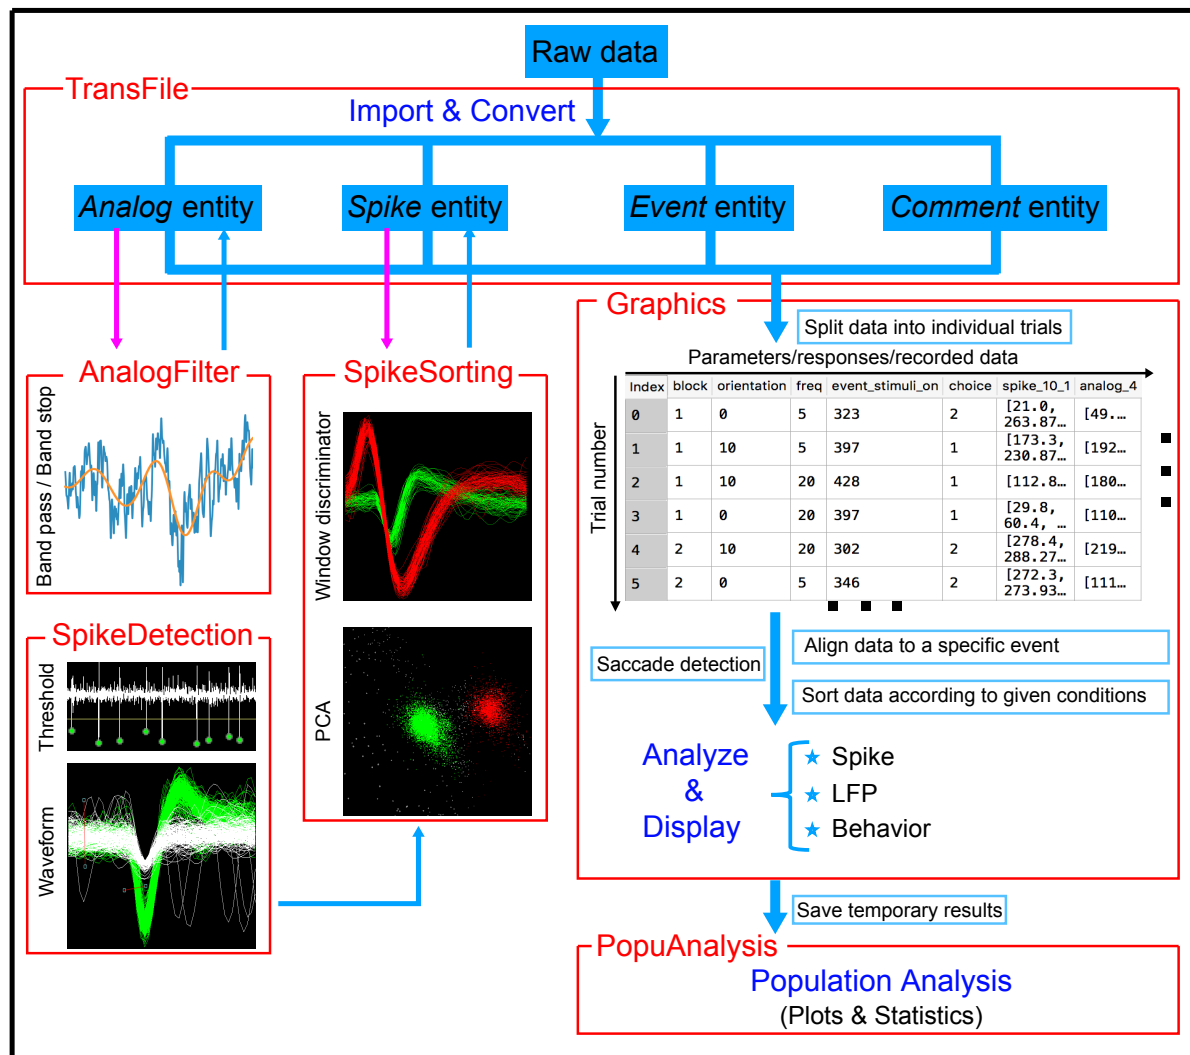 Raw data
TransFile
Import & Convert
Analog entity
Spike entity
Event entity
Comment entity
AnalogFilter
Band pass / Band stop
SpikeSorting
Window discriminator
PCA
SpikeDetection
Threshold
Waveform
Graphics
Split data into individual trials
Parameters/responses/recorded data
Trial number
Index block orientation freq event_stimuli_on choice spike_10_1 analog_4
0 1 0 5 323 2 [21.0, 263.87… [49.…
1 1 10 5 397 1 [173.3, 230.87… [192…
2 1 10 20 428 1 [112.8… [180…
3 1 0 20 397 1 [29.8, 60.4, … [110…
4 2 10 20 302 2 [278.4, 288.27… [219…
5 2 0 5 346 2 [272.3, 273.93… [111…
Saccade detection
Align data to a specific event
Sort data according to given conditions
Analyze
&
Display
Spike
LFP
Behavior
Save temporary results
PopuAnalysis
Population Analysis
(Plots & Statistics)